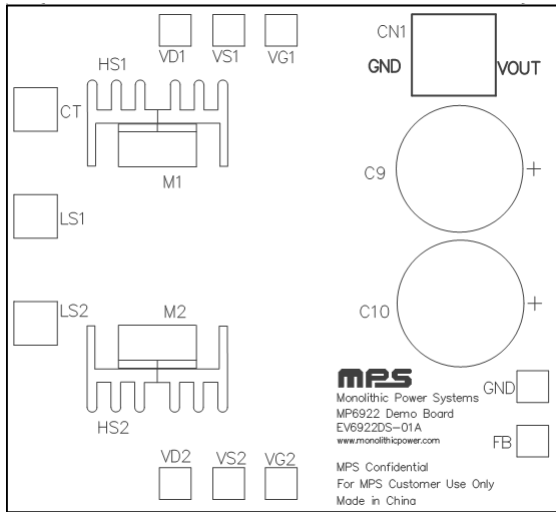 VD1 VS1 VG1
CN1
GND VOUT
HS1
CT
M1
C9
LS1
LS2
M2
C10
HS2
MPS
Monolithic Power Systems
MP6922 Demo Board
EV6922DS-01A
www.monolithicpower.com
GND
FB
VD2 VS2 VG2
MPS Confidential
For MPS Customer Use Only
Made in China